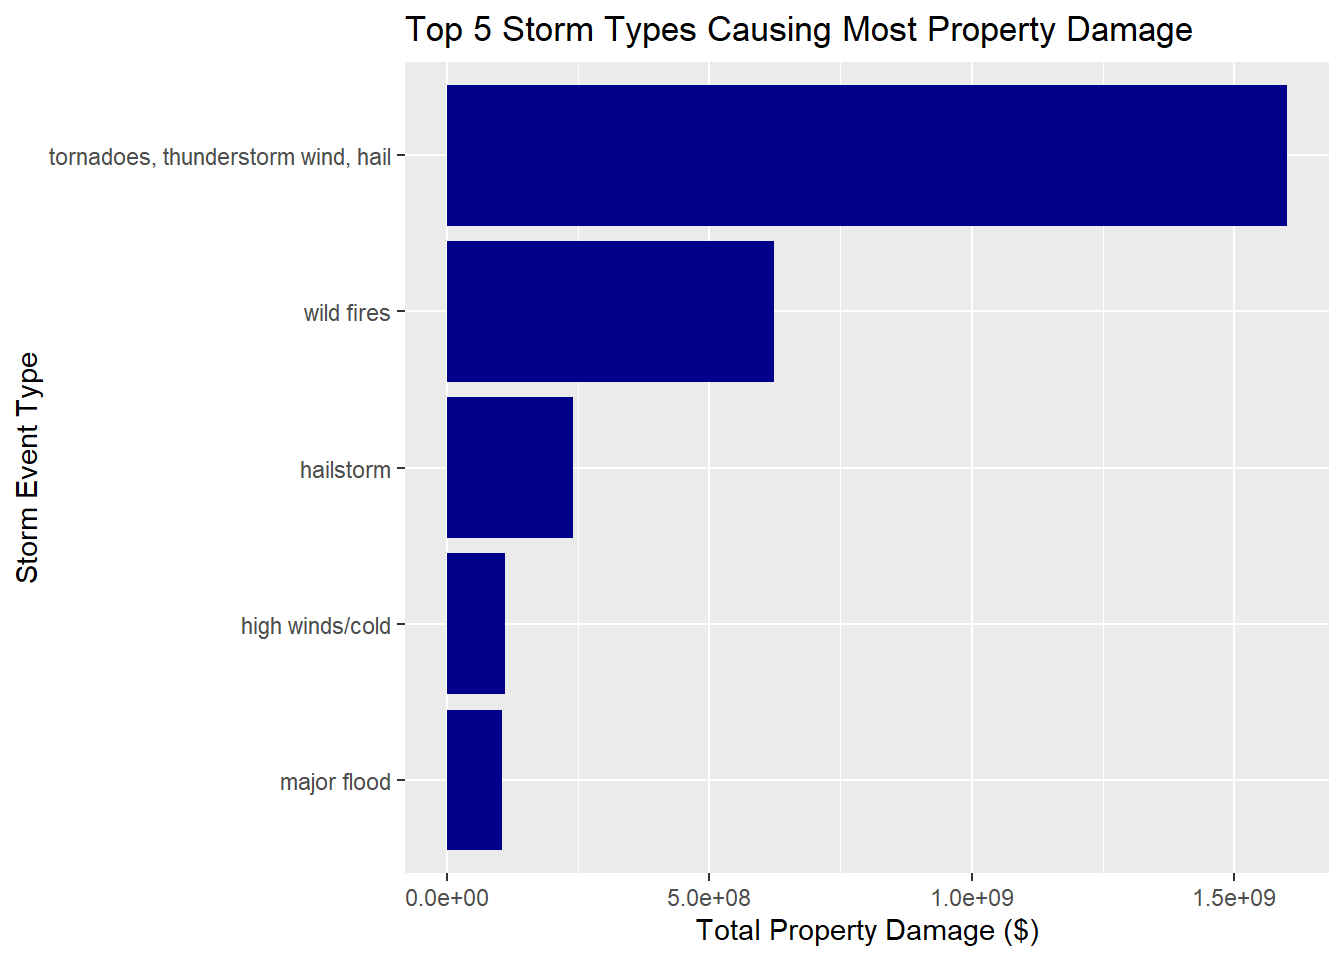 Top 5 Storm Types Causing Most Property Damage
tornadoes, thunderstorm wind, hail
wild fires
hailstorm
high winds/cold
major flood
Storm Event Type
0.0e+00
5.0e+08
1.0e+09
1.5e+09
Total Property Damage ($)